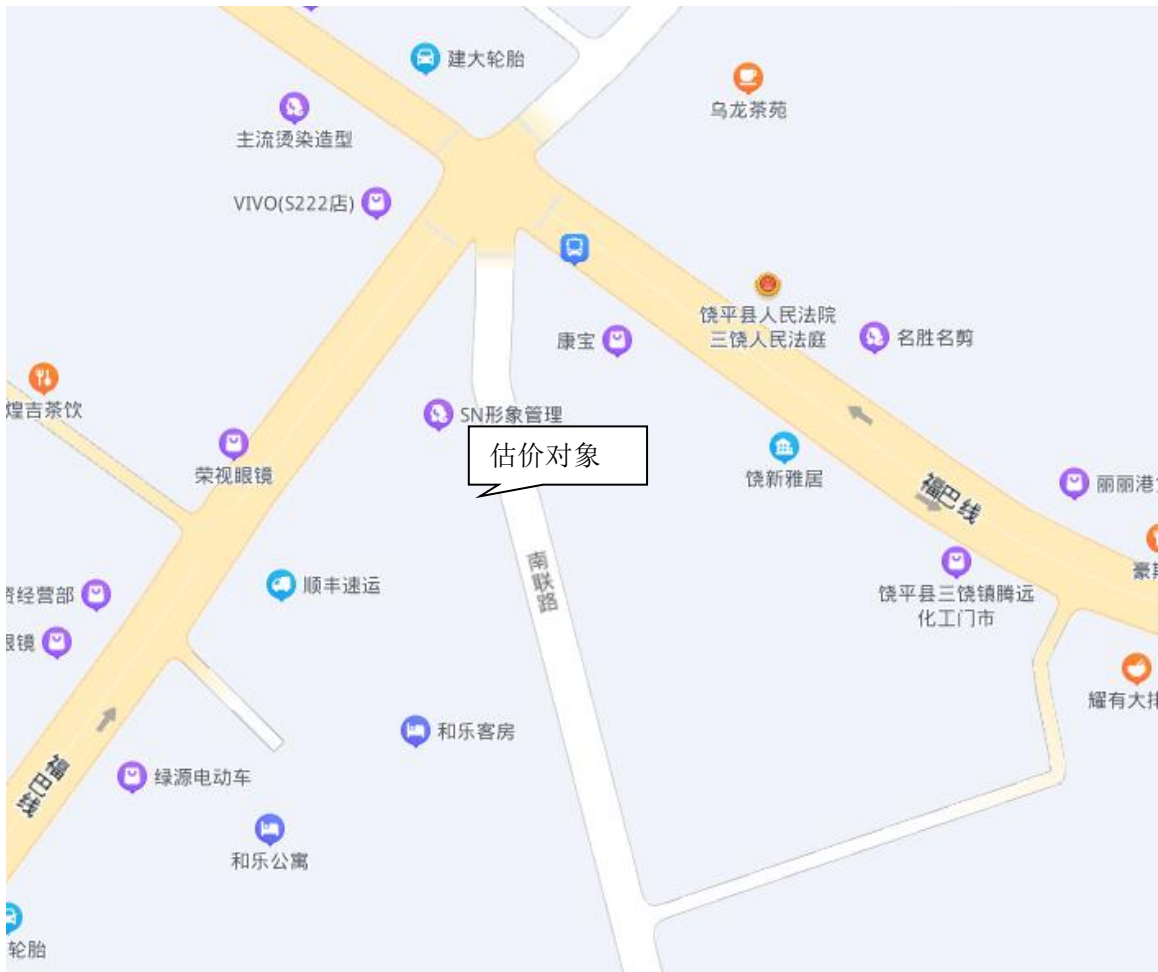 建大轮胎
乌龙茶苑
主流烫染造型
VIVO(S222店)
饶平县人民法院
三饶人民法庭
康宝
名胜名剪
煌吉茶饮
SN形象管理
荣视眼镜
估价对象
饶新雅居
福巴线
丽丽港
南联路
顺丰速运
资经营部
饶平县三饶镇腾远
化工门市
眼镜
耀有大排
和乐客房
福巴线
绿源电动车
和乐公寓
轮胎